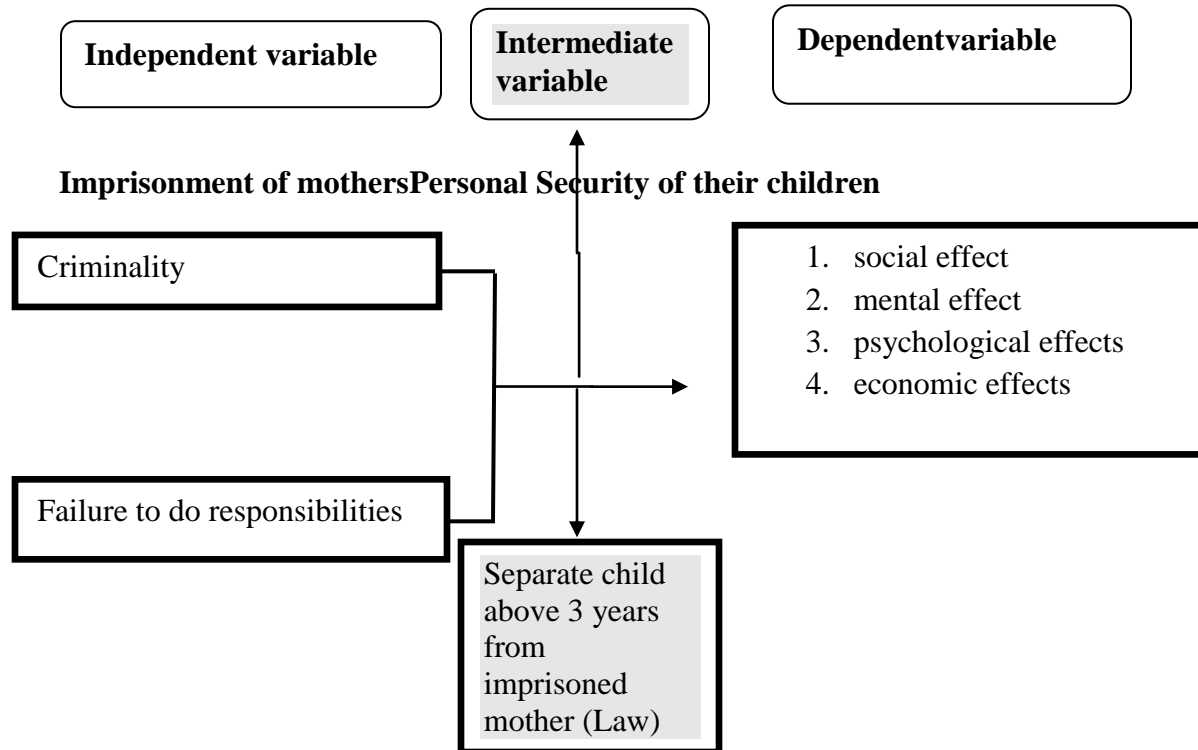 Independent variable
Intermediate
variable
Dependentvariable
Imprisonment of mothersPersonal Security of their children
Criminality
1. social effect
2. mental effect
3. psychological effects
4. economic effects
Failure to do responsibilities
Separate child
above 3 years
from
imprisoned
mother (Law)